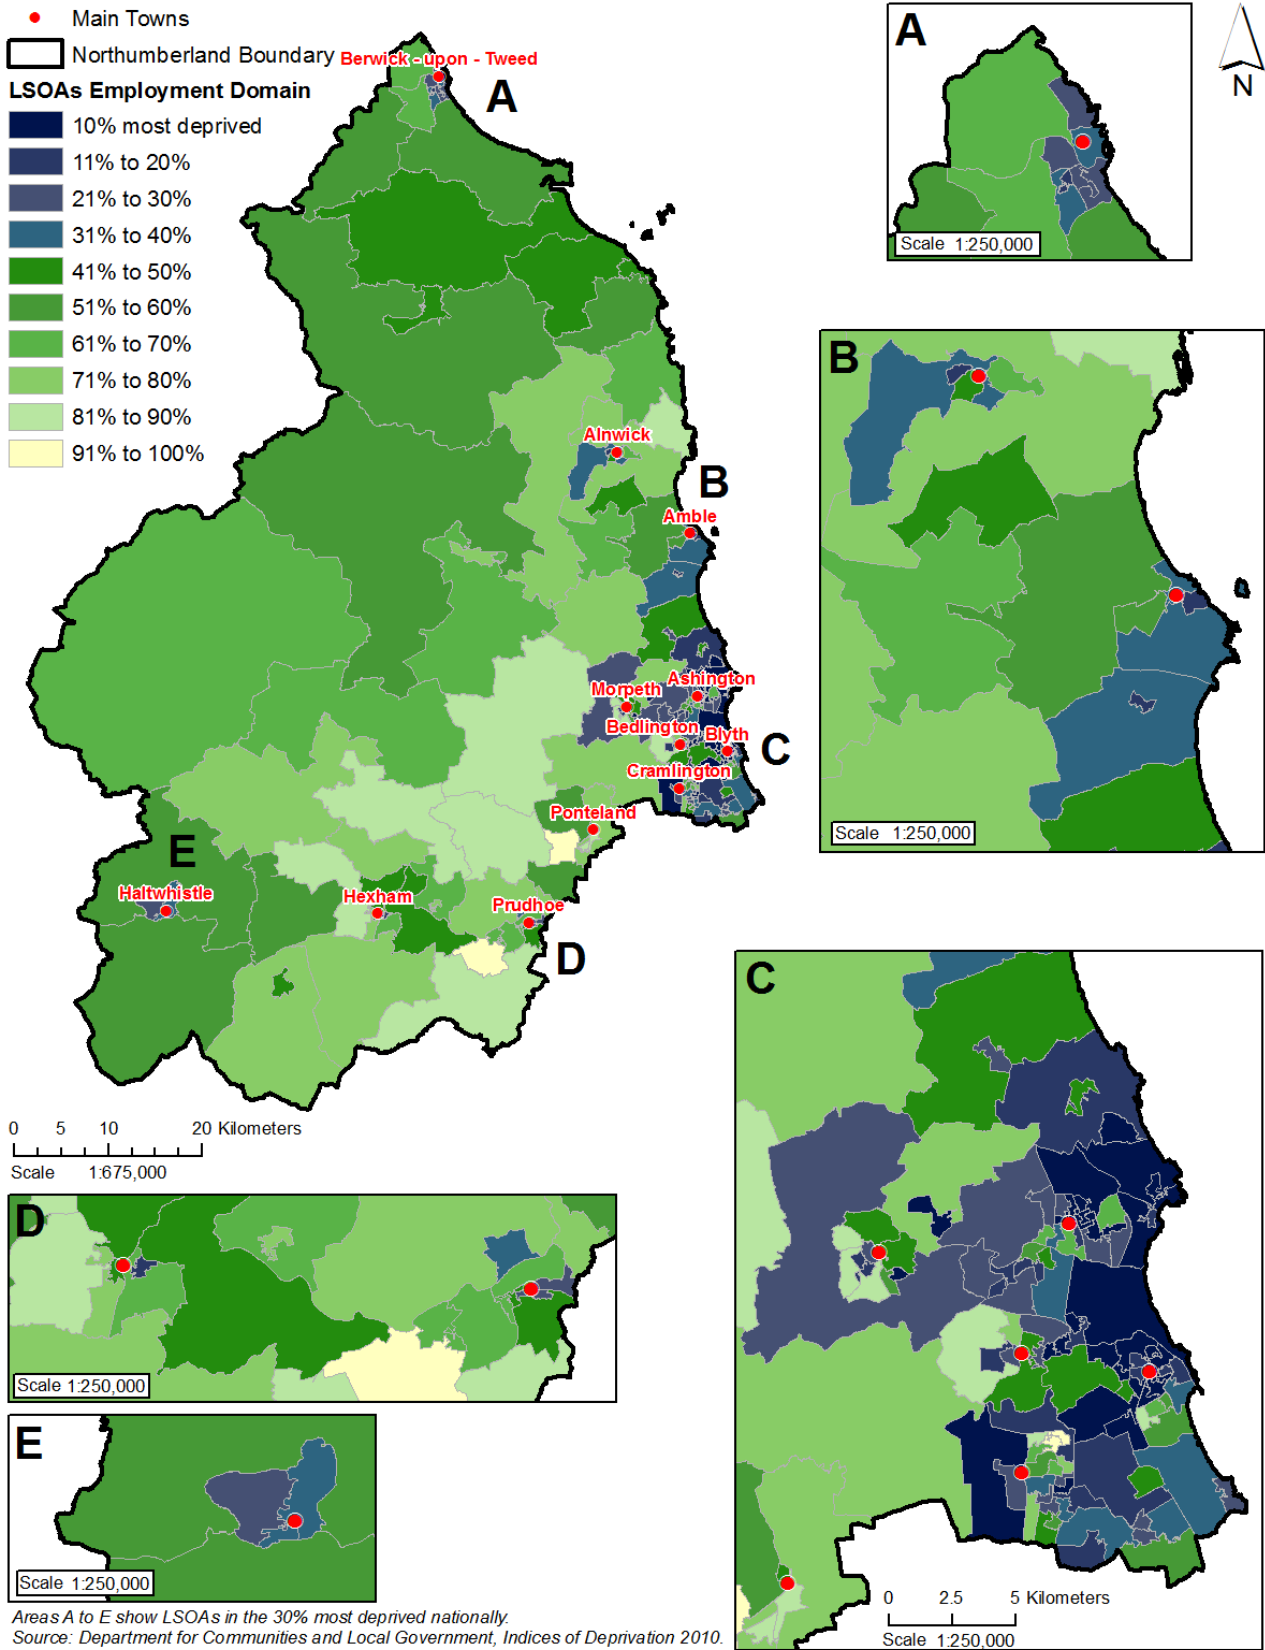 Main Towns
Northumberland Boundary
LSOAs Employment Domain
10% most deprived
11% to 20%
21% to 30%
31% to 40%
41% to 50%
51% to 60%
61% to 70%
71% to 80%
81% to 90%
91% to 100%
Berwick - upon - Tweed
A
Alnwick
B
Amble
Ashington
Morpeth
Bedlington
Blyth
C
Cramlington
Ponteland
E
Haltwhistle
Hexham
Prudhoe
D
0 5 10 20 Kilometers
Scale 1:675,000
A
Scale 1:250,000
N
B
Scale 1:250,000
C
0 2.5 5 Kilometers
Scale 1:250,000
D
Scale 1:250,000
E
Scale 1:250,000
Areas A to E show LSOAs in the 30% most deprived nationally.
Source: Department for Communities and Local Government, Indices of Deprivation 2010.